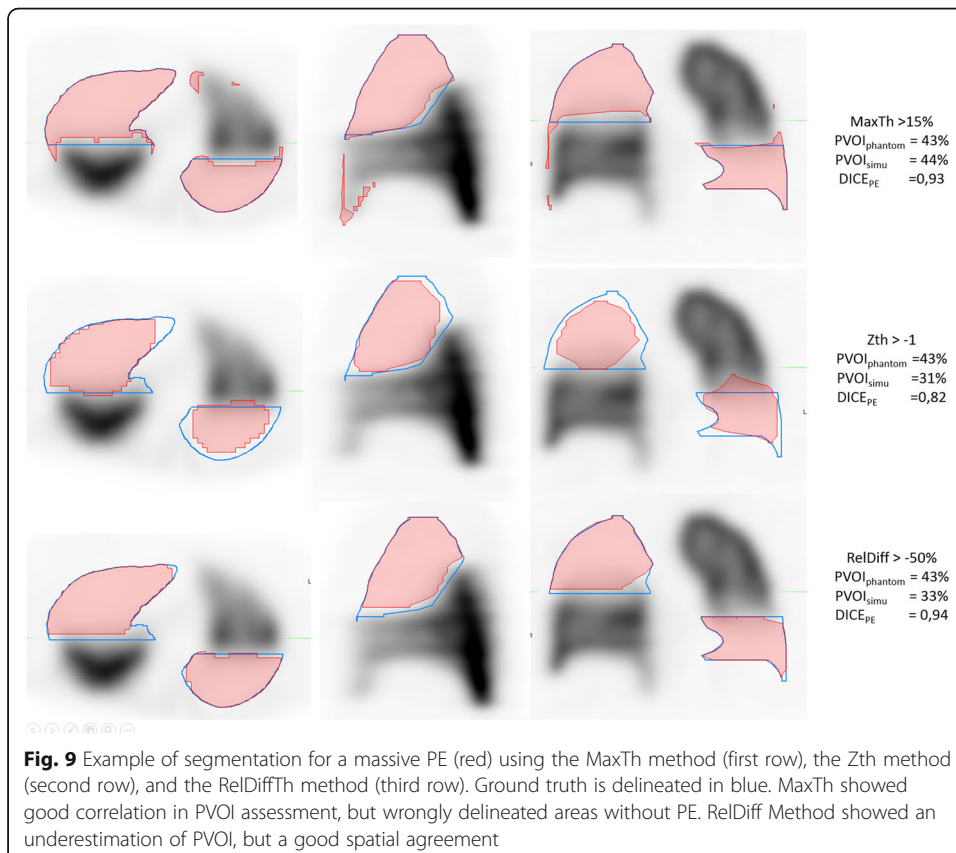 MaxTh >15%
PVOIphantom = 43%
PVOIsimu = 44%
DICEPE =0,93
R
Zth > -1
PVOIphantom =43%
PVOIsimu =31%
DICEPE =0,82
L
RelDiff > -50%
PVOIphantom = 43%
PVOIsimu = 33%
DICEPE = 0,94
L
R
Fig. 9 Example of segmentation for a massive PE (red) using the MaxTh method (first row), the Zth method
(second row), and the RelDiffTh method (third row). Ground truth is delineated in blue. MaxTh showed
good correlation in PVOI assessment, but wrongly delineated areas without PE. RelDiff Method showed an
underestimation of PVOI, but a good spatial agreement